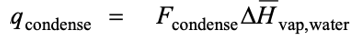 q_condense = F_condense ΔH̅_vap,water